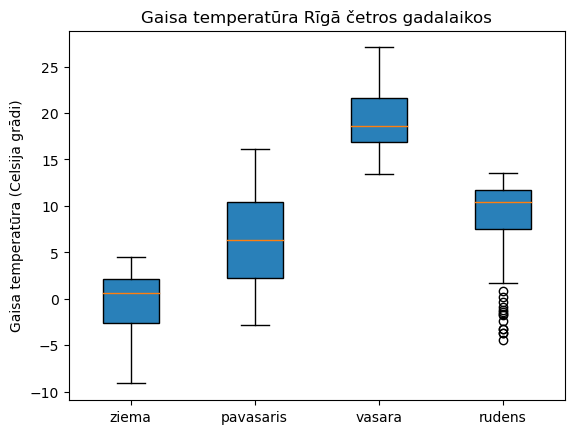 Gaisa temperatūra Rīgā četros gadalaikos
Gaisa temperatūra (Celsija grādi)
25
20
15
10
5
0
−5
−10
ziema pavasaris vasara rudens